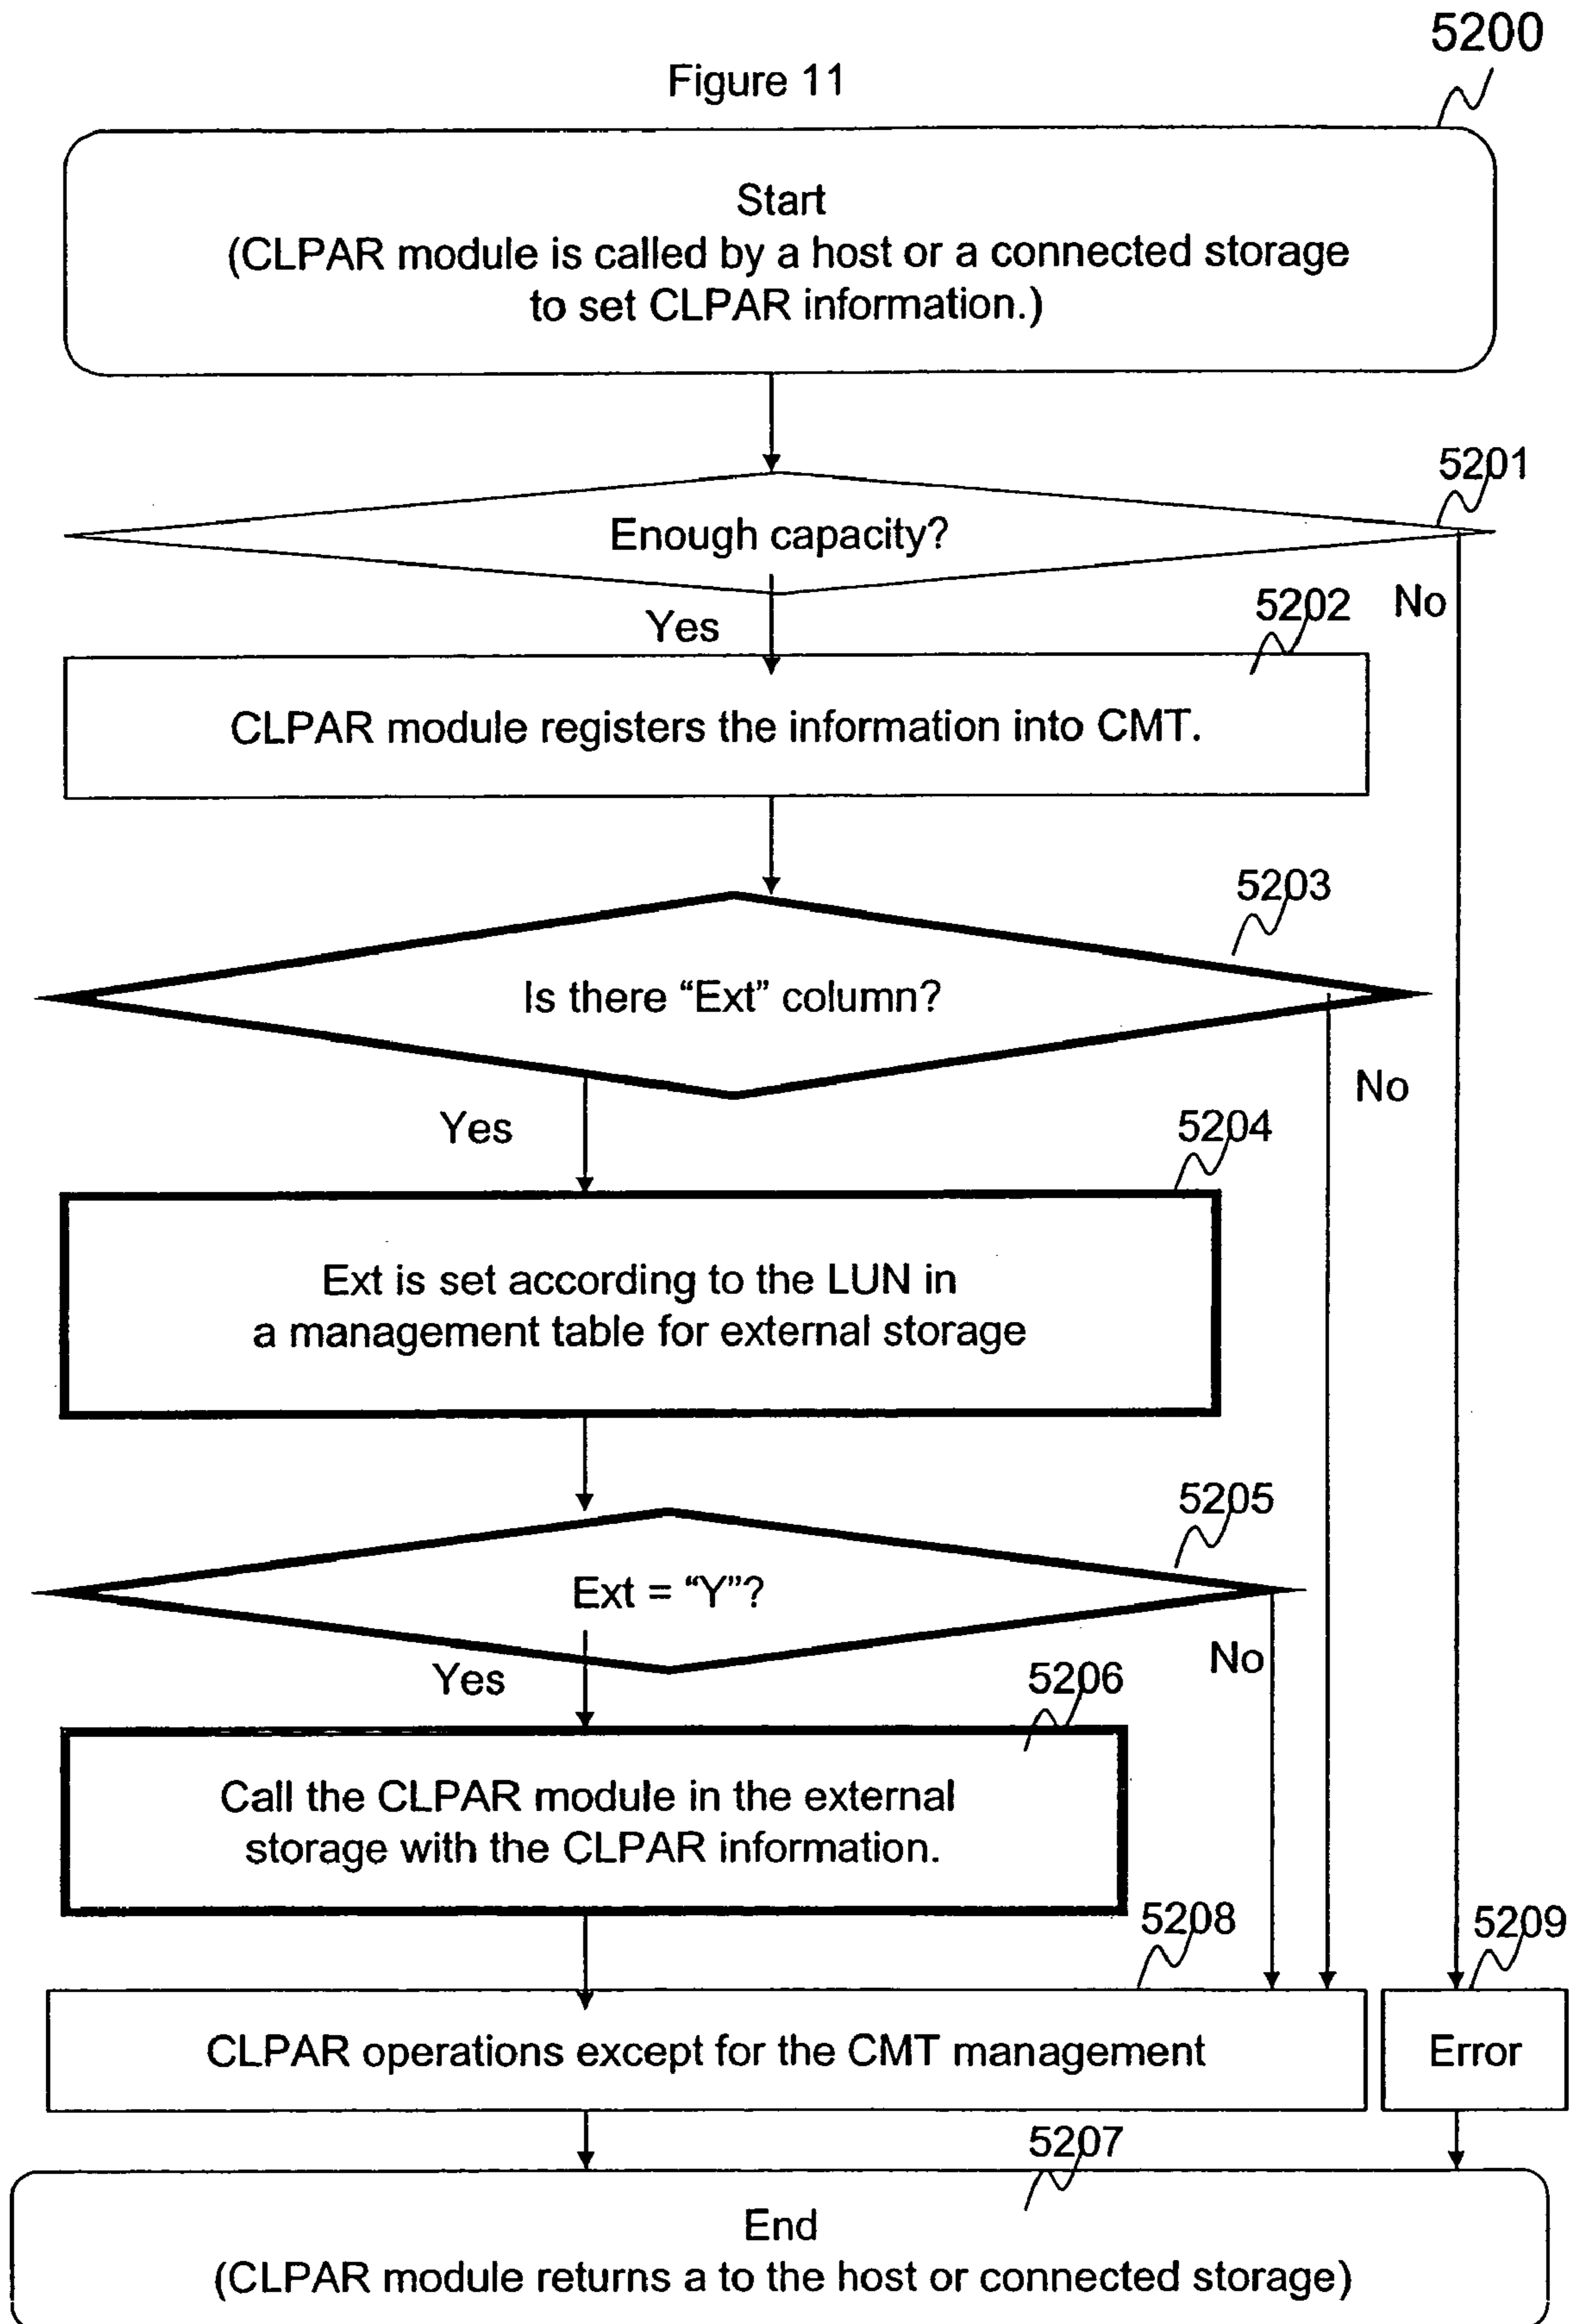 5200
Figure 11
Start
(CLPAR module is called by a host or a connected storage
to set CLPAR information.)
5201
Enough capacity?
No
5202
Yes
CLPAR module registers the information into CMT.
5203
Is there “Ext” column?
No
Yes
5204
Ext is set according to the LUN in
a management table for external storage
5205
Ext = “Y”?
No
Yes
5206
Call the CLPAR module in the external
storage with the CLPAR information.
5208
5209
CLPAR operations except for the CMT management
Error
5207
End
(CLPAR module returns a to the host or connected storage)